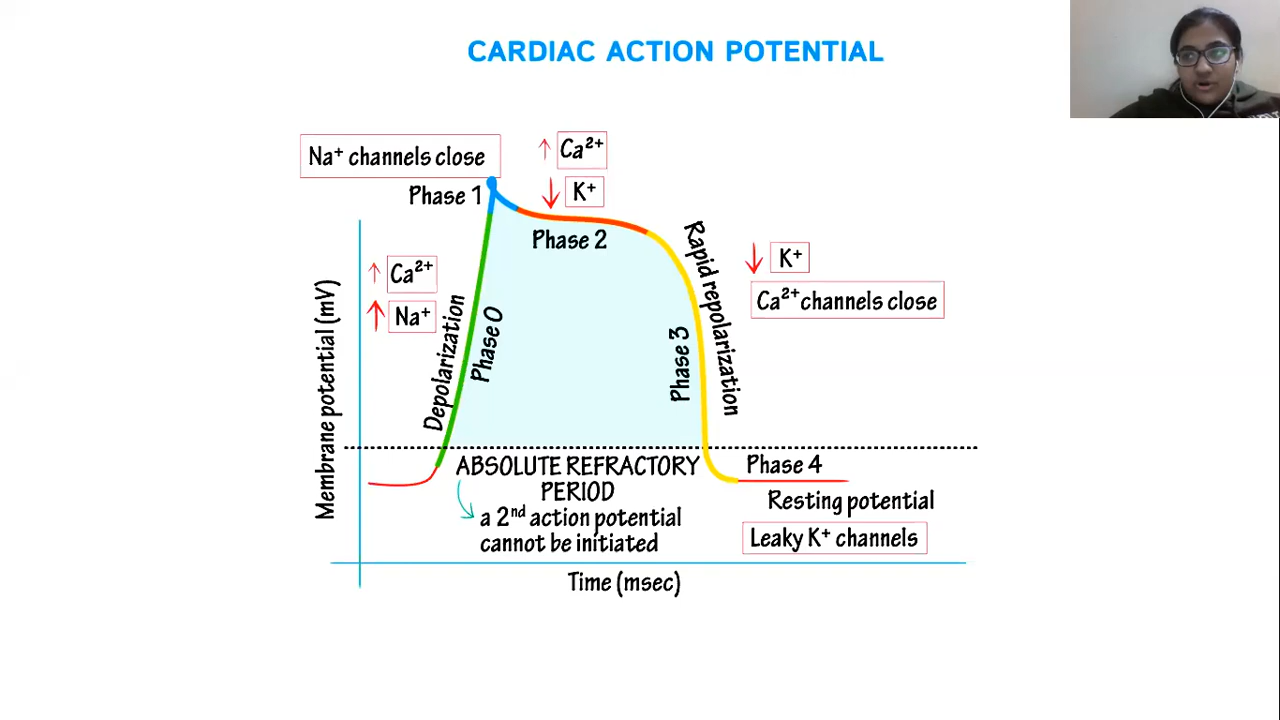 CARDIAC ACTION POTENTIAL
Na⁺ channels close
↑ Ca²⁺
↓ K⁺
Phase 1
Phase 2
↑ Ca²⁺
↑ Na⁺
Depolarization
Phase 0
Phase 3
Rapid repolarization
↓ K⁺
Ca²⁺ channels close
Membrane potential (mV)
ABSOLUTE REFRACTORY
PERIOD
a 2ⁿᵈ action potential
cannot be initiated
Phase 4
Resting potential
Leaky K⁺ channels
Time (msec)